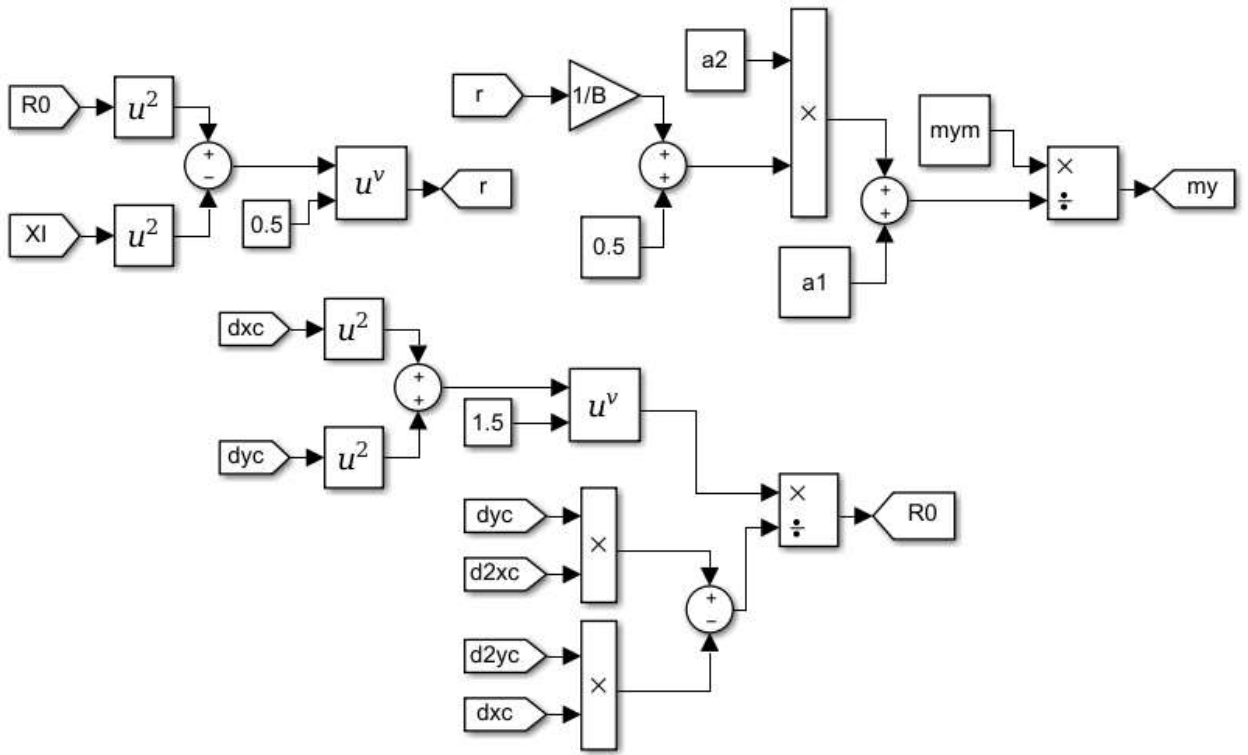 R0
u²
+
−
XI
u²
0.5
uᵛ
r
r
1/B
+
+
0.5
a2
×
+
+
a1
mym
×
÷
my
dxc
u²
+
+
dyc
u²
1.5
uᵛ
dyc
d2xc
×
+
−
d2yc
dxc
×
×
÷
R0